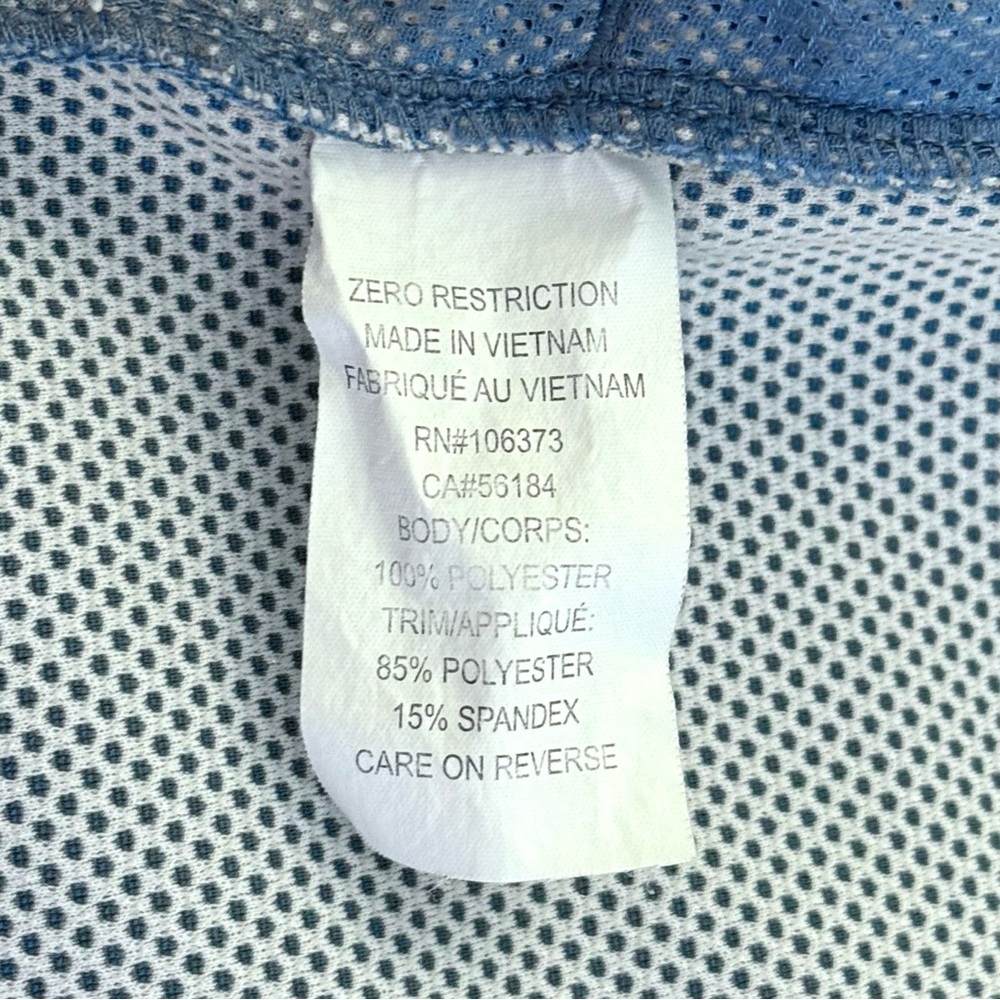 ZERO RESTRICTION
MADE IN VIETNAM
FABRIQUÉ AU VIETNAM
RN#106373
CA#56184
BODY/CORPS:
100% POLYESTER
TRIM/APPLIQUÉ:
85% POLYESTER
15% SPANDEX
CARE ON REVERSE